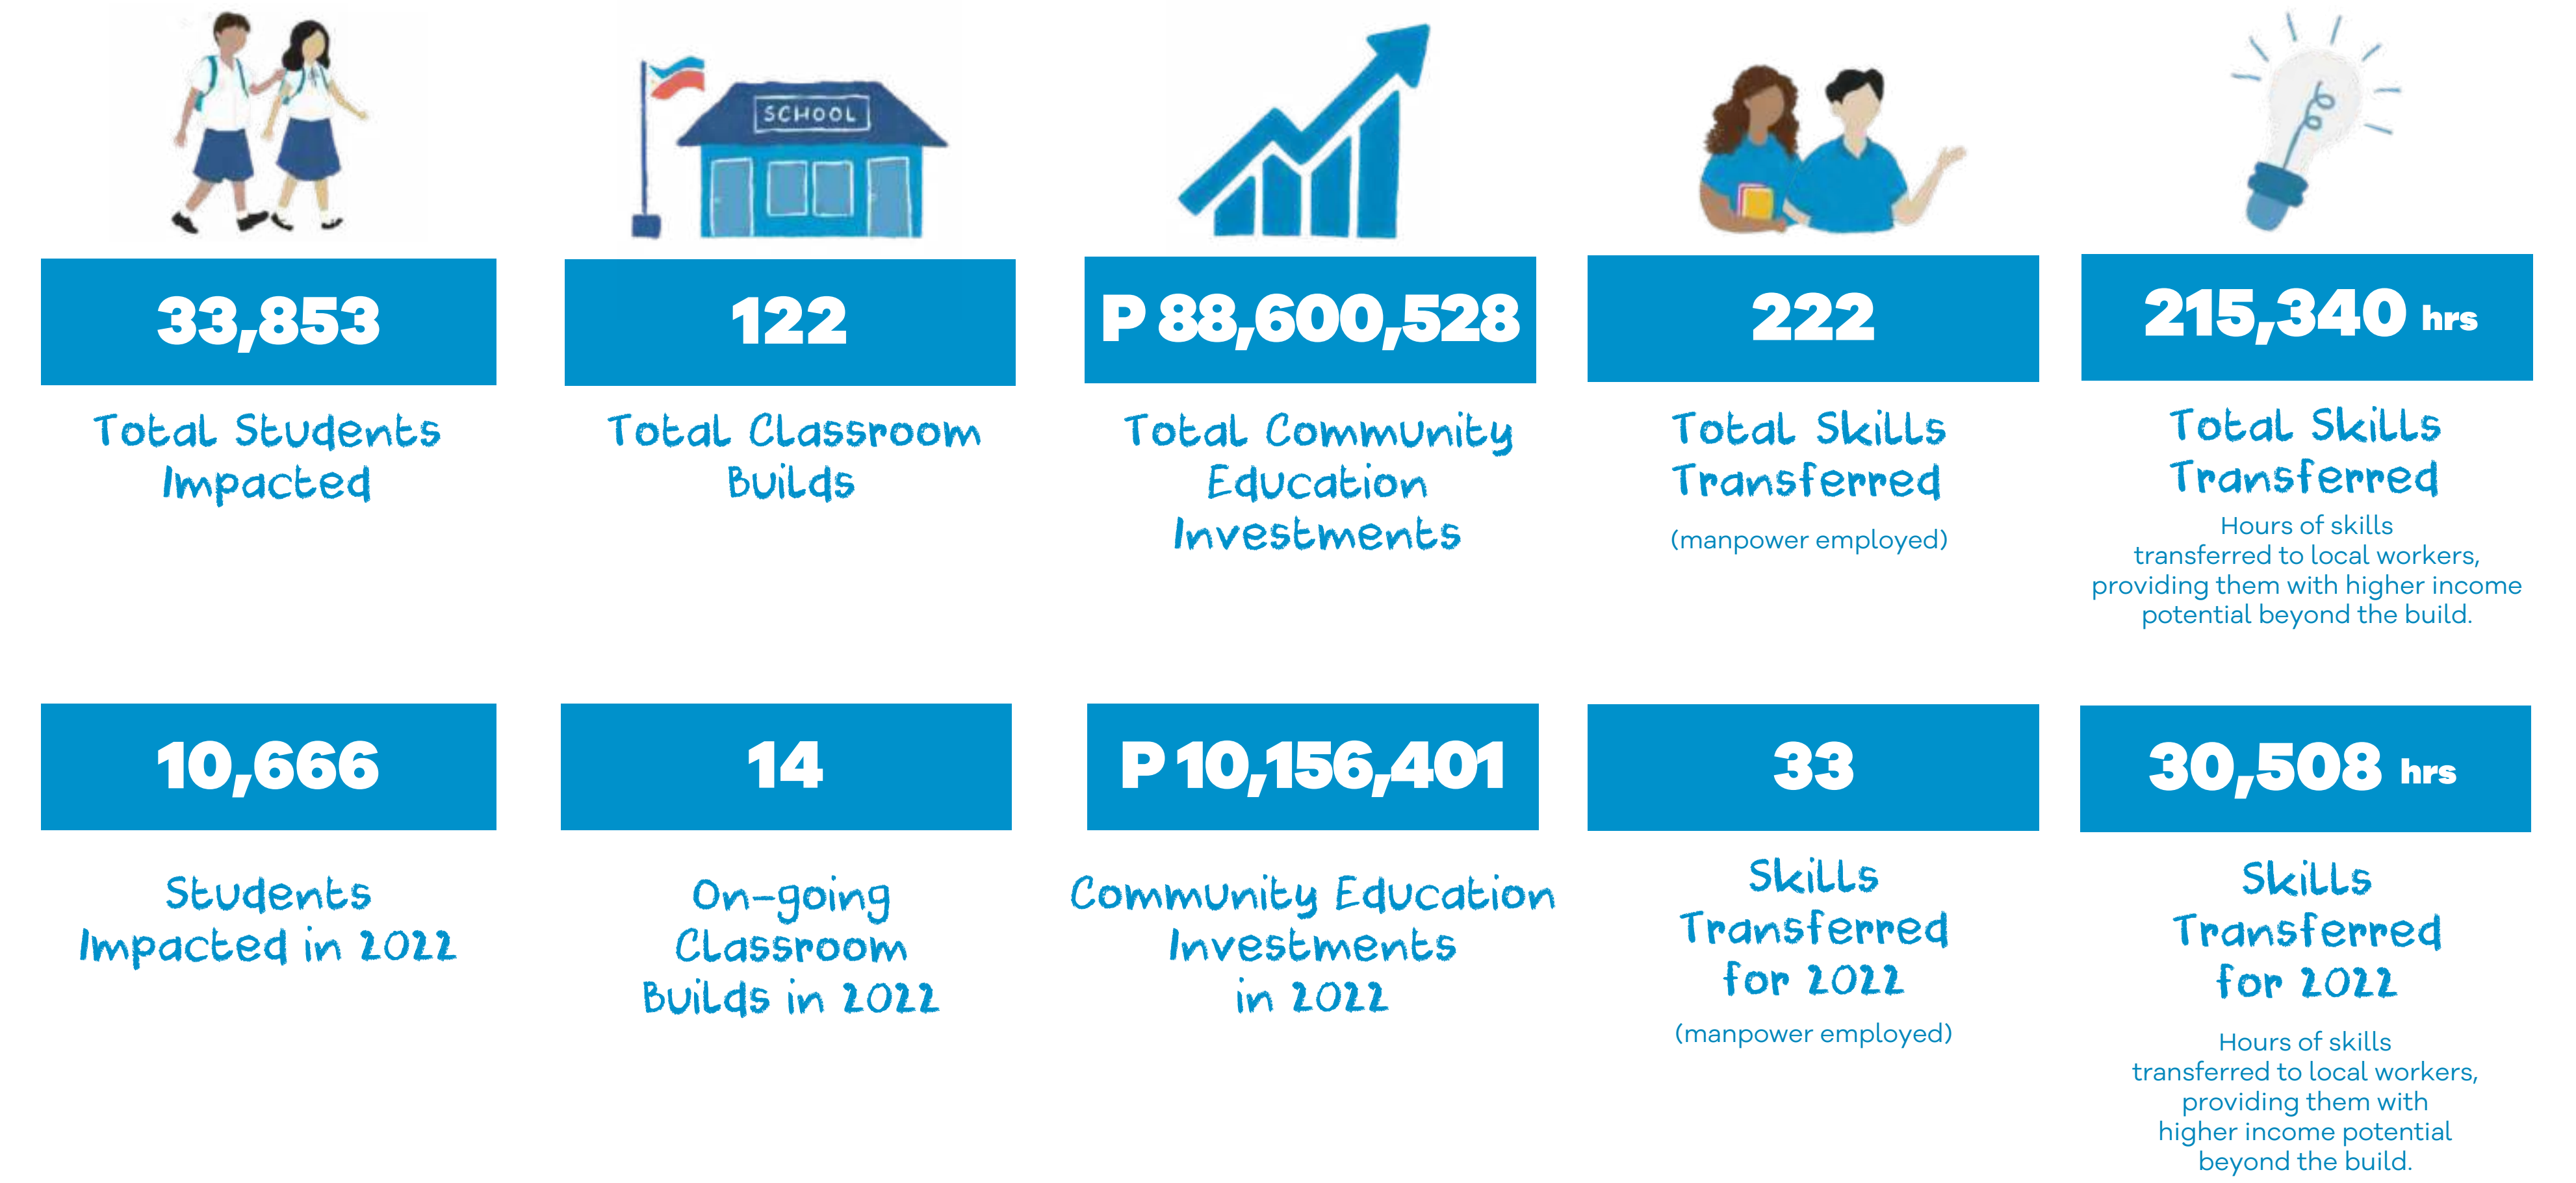 SCHOOL
33,853
Total Students
Impacted
122
Total Classroom
Builds
P 88,600,528
Total Community
Education
Investments
222
Total Skills
Transferred
(manpower employed)
215,340 hrs
Total Skills
Transferred
Hours of skills
transferred to local workers,
providing them with higher income
potential beyond the build.
10,666
Students
Impacted in 2022
14
On-going
Classroom
Builds in 2022
P 10,156,401
Community Education
Investments
in 2022
33
Skills
Transferred
for 2022
(manpower employed)
30,508 hrs
Skills
Transferred
for 2022
Hours of skills
transferred to local workers,
providing them with
higher income potential
beyond the build.